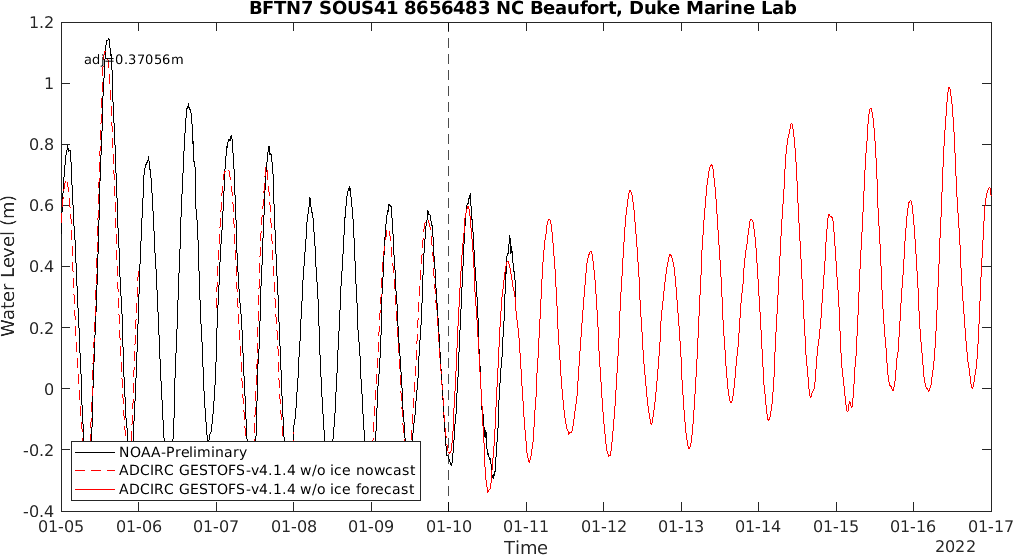 BFTN7 SOUS41 8656483 NC Beaufort, Duke Marine Lab
adj=0.37056m
Water Level (m)
1.2
1
0.8
0.6
0.4
0.2
0
-0.2
-0.4
NOAA-Preliminary
ADCIRC GESTOFS-v4.1.4 w/o ice nowcast
ADCIRC GESTOFS-v4.1.4 w/o ice forecast
01-05 01-06 01-07 01-08 01-09 01-10 01-11 01-12 01-13 01-14 01-15 01-16 01-17
Time
2022